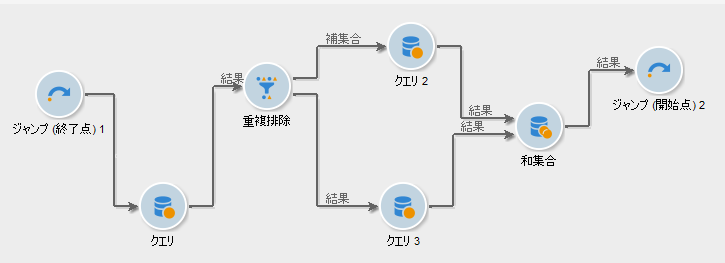 ジャンプ (終了点) 1
クエリ
結果
重複排除
補集合
クエリ 2
結果
クエリ 3
結果
結果
和集合
結果
ジャンプ (開始点) 2